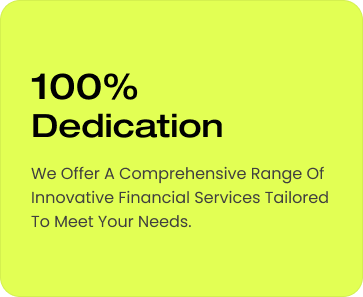 100%
Dedication
We Offer A Comprehensive Range Of
Innovative Financial Services Tailored
To Meet Your Needs.